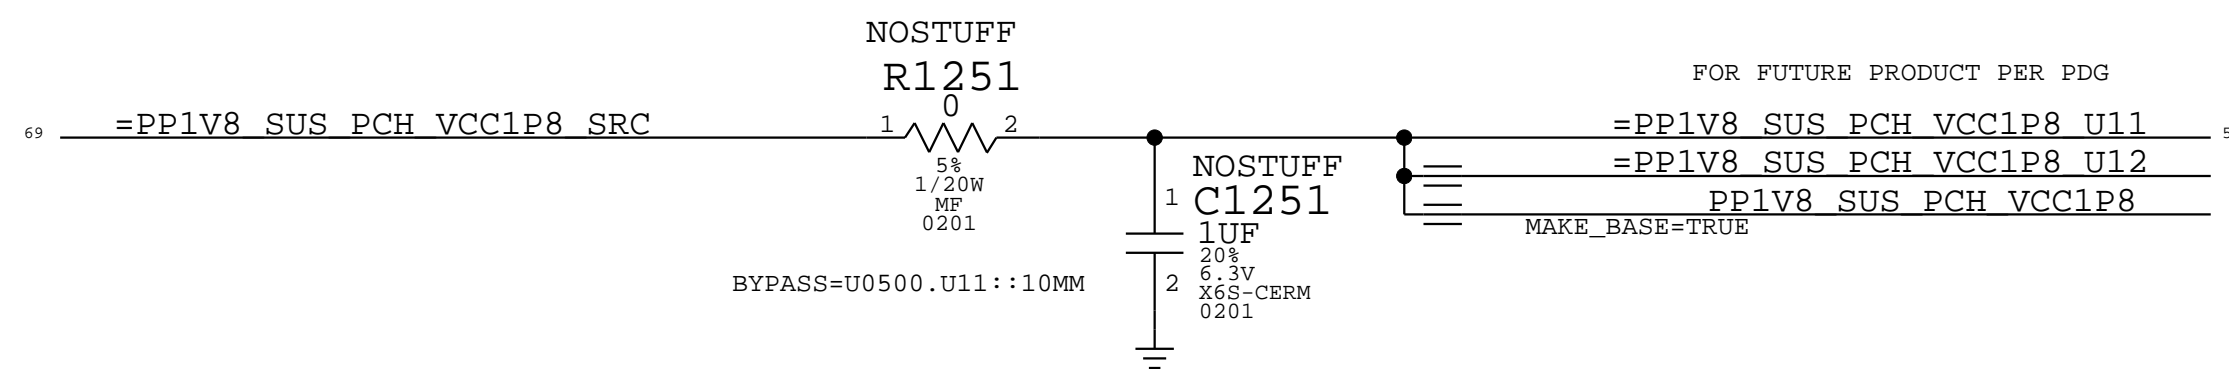 NOSTUFF
R1251
0
FOR FUTURE PRODUCT PER PDG
69
=PP1V8_SUS_PCH_VCC1P8_SRC
1
2
=PP1V8_SUS_PCH_VCC1P8_U11
5
5%
1/20W
MF
0201
NOSTUFF
1
C1251
1UF
20%
6.3V
X6S-CERM
0201
2
=PP1V8_SUS_PCH_VCC1P8_U12
PP1V8_SUS_PCH_VCC1P8
MAKE_BASE=TRUE
BYPASS=U0500.U11::10MM